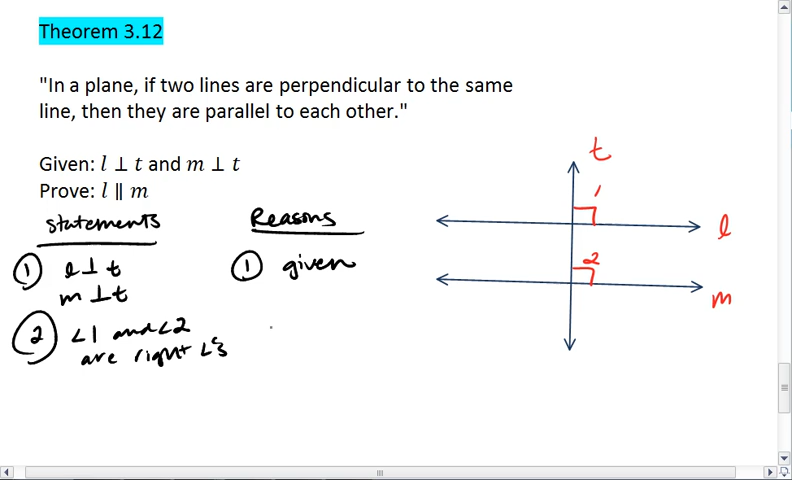 Theorem 3.12
"In a plane, if two lines are perpendicular to the same
line, then they are parallel to each other."
Given: l ⊥ t and m ⊥ t
Prove: l ∥ m
Statements Reasons
① l ⊥ t ① given
m ⊥ t
② ∠1 and ∠2
are right ∠'s
t
1
l
2
m